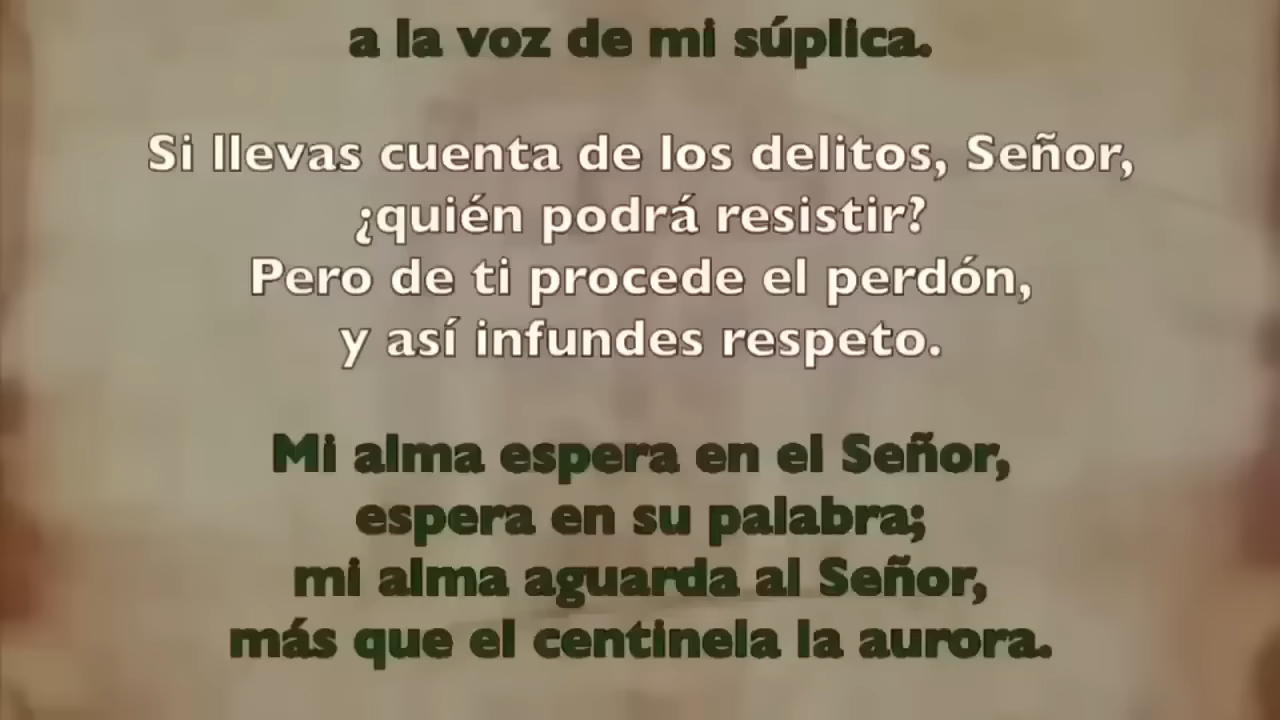 a la voz de mi súplica.
Si llevas cuenta de los delitos, Señor,
¿quién podrá resistir?
Pero de ti procede el perdón,
y así infundes respeto.
Mi alma espera en el Señor,
espera en su palabra;
mi alma aguarda al Señor,
más que el centinela la aurora.